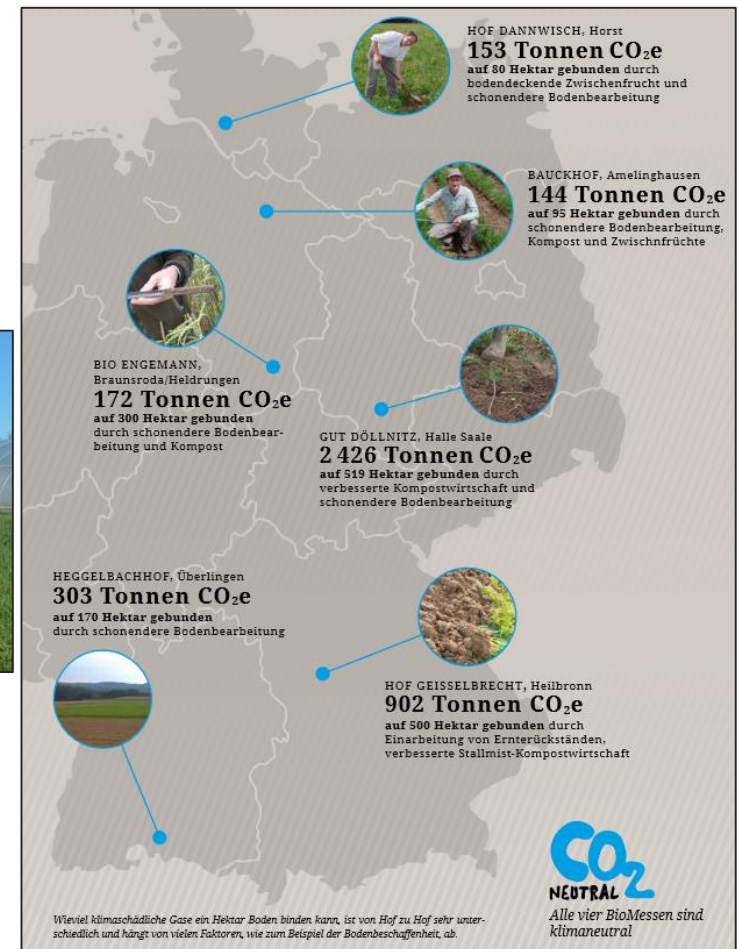 HOF DANNWISCH, Horst
153 Tonnen CO₂e
auf 80 Hektar gebunden durch
bodendeckende Zwischenfrucht und
schonendere Bodenbearbeitung
BAUCKHOF, Amelinghausen
144 Tonnen CO₂e
auf 95 Hektar gebunden durch
schonendere Bodenbearbeitung,
Kompost und Zwischnfrüchte
BIO ENGEMANN,
Braunsroda/Heldrungen
172 Tonnen CO₂e
auf 300 Hektar gebunden
durch schonendere Bodenbear-
beitung und Kompost
GUT DÖLLNITZ, Halle Saale
2 426 Tonnen CO₂e
auf 519 Hektar gebunden durch
verbesserte Kompostwirtschaft und
schonendere Bodenbearbeitung
HEGGELBACHHOF, Überlingen
303 Tonnen CO₂e
auf 170 Hektar gebunden
durch schonendere Bodenbearbeitung
HOF GEISSELBRECHT, Heilbronn
902 Tonnen CO₂e
auf 500 Hektar gebunden durch
Einarbeitung von Ernterückständen,
verbesserte Stallmist-Kompostwirtschaft
CO2
NEUTRAL
Alle vier BioMessen sind
klimaneutral
Wieviel klimaschädliche Gase ein Hektar Boden binden kann, ist von Hof zu Hof sehr unter-
schiedlich und hängt von vielen Faktoren, wie zum Beispiel der Bodenbeschaffenheit, ab.